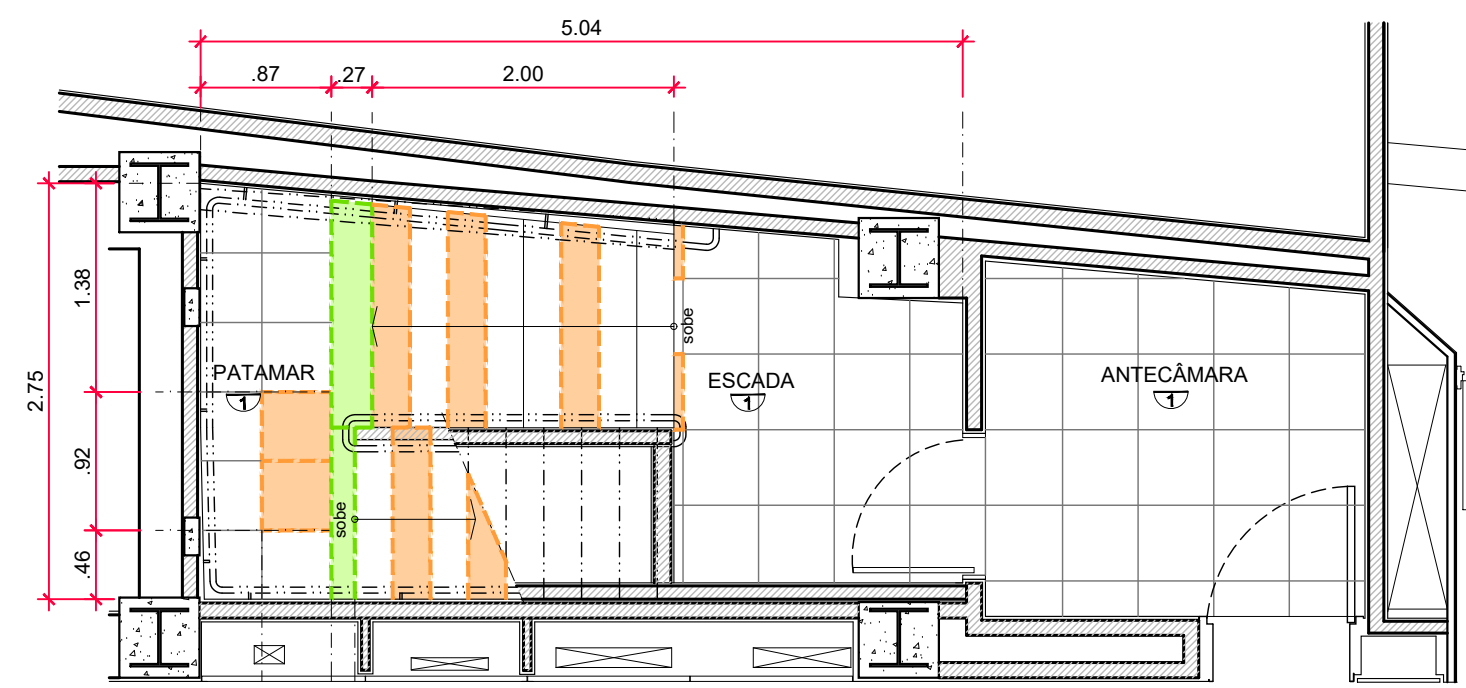 5.04
.87
.27
2.00
1.38
2.75
.92
.46
PATAMAR
1
sobe
ESCADA
1
ANTECÂMARA
1
sobe